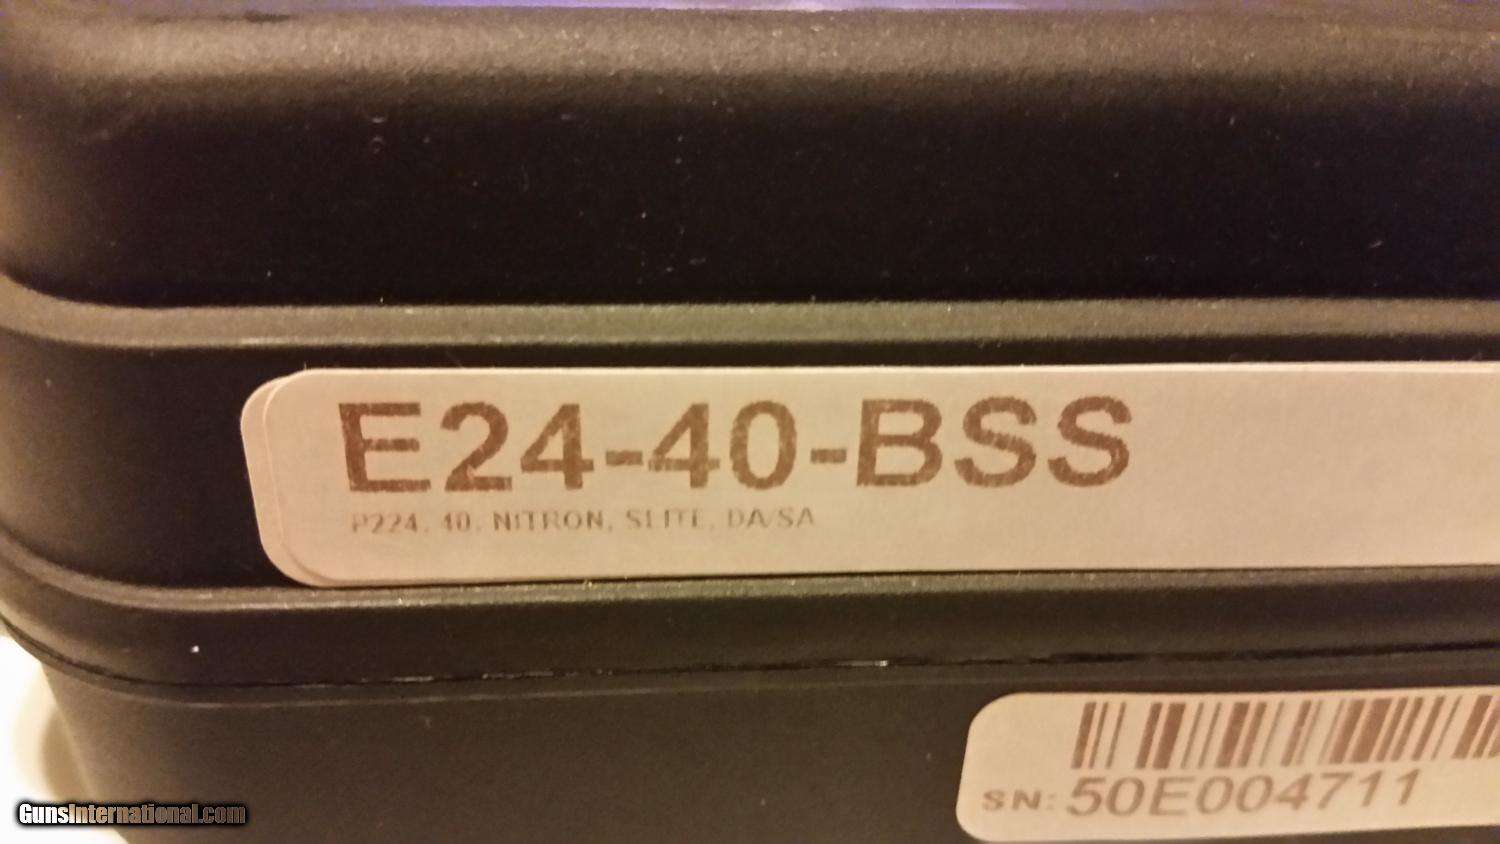 E24-40-BSS
P224, 40, NITRON, SLITE, DA/SA
SN: 50E004711
GunsInternational.com